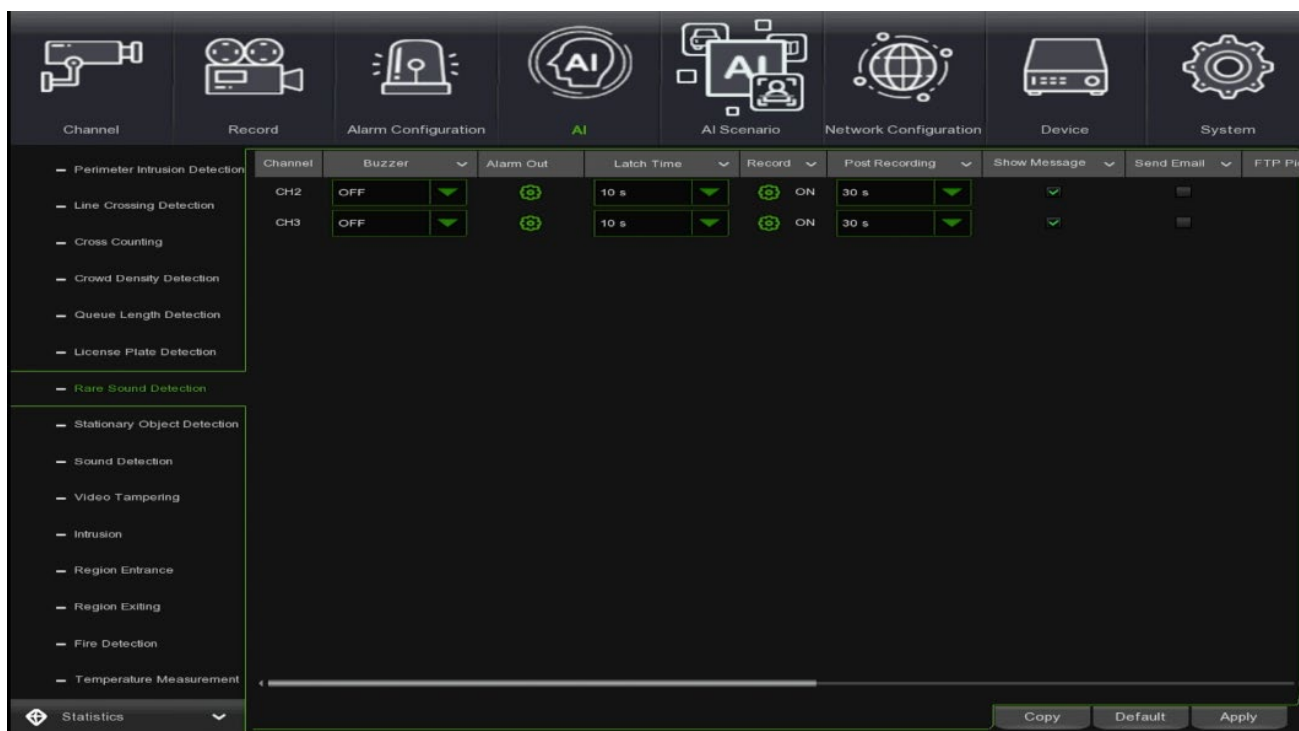 Channel Record Alarm Configuration AI AI Scenario Network Configuration Device System
Perimeter Intrusion Detection
Line Crossing Detection
Cross Counting
Crowd Density Detection
Queue Length Detection
License Plate Detection
Rare Sound Detection
Stationary Object Detection
Sound Detection
Video Tampering
Intrusion
Region Entrance
Region Exiting
Fire Detection
Temperature Measurement
Statistics
Channel Buzzer Alarm Out Latch Time Record Post Recording Show Message Send Email FTP Pi
CH2 OFF 10 s ON 30 s
CH3 OFF 10 s ON 30 s
Copy Default Apply